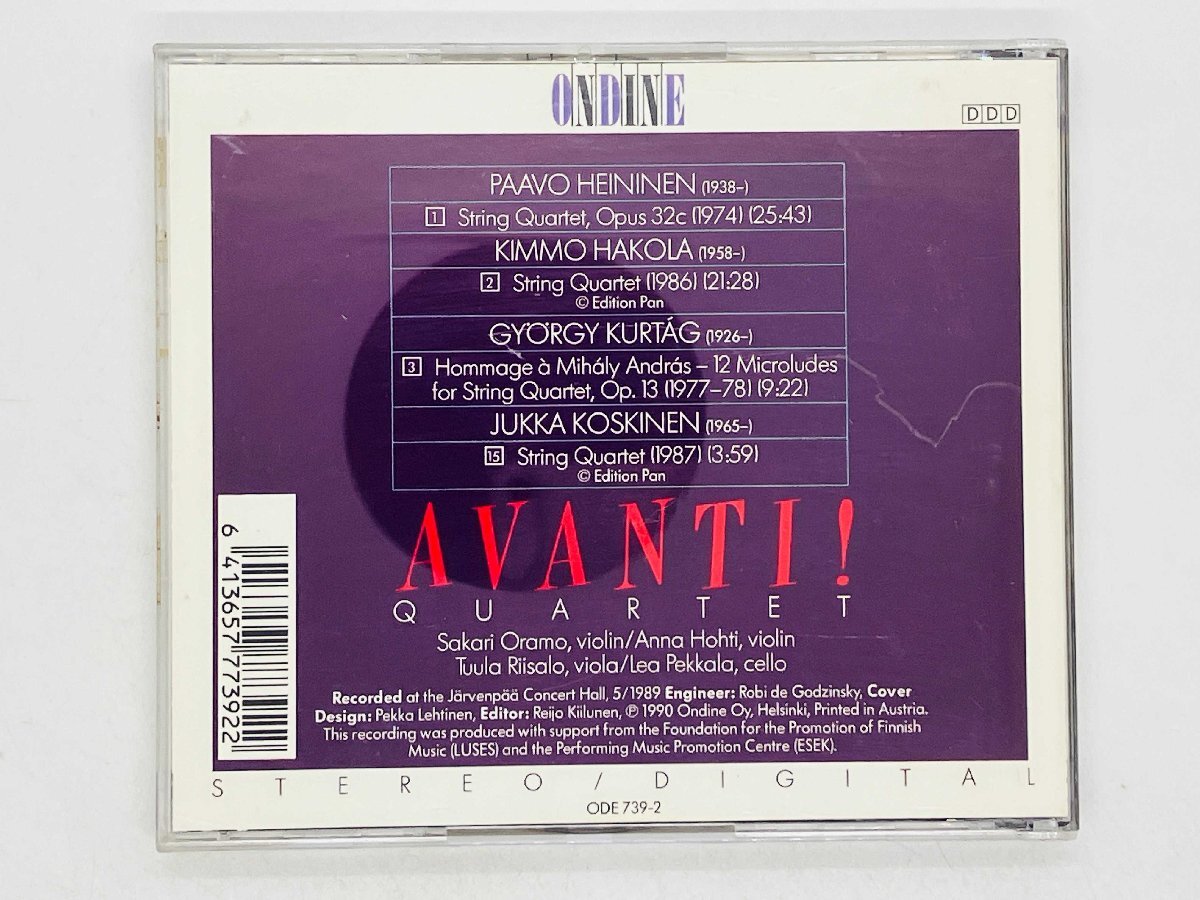 ONDINE
DDD
PAAVO HEININEN (1938–)
1 String Quartet, Opus 32c (1974) (25:43)
KIMMO HAKOLA (1958–)
2 String Quartet (1986) (21:28)
© Edition Pan
GYÖRGY KURTÁG (1926–)
3 Hommage à Mihály András – 12 Microludes
for String Quartet, Op. 13 (1977–78) (9:22)
JUKKA KOSKINEN (1965–)
15 String Quartet (1987) (3:59)
© Edition Pan
AVANTI!
QUARTET
Sakari Oramo, violin/Anna Hohti, violin
Tuula Riisalo, viola/Lea Pekkala, cello
Recorded at the Järvenpää Concert Hall, 5/1989 Engineer: Robi de Godzinsky, Cover
Design: Pekka Lehtinen, Editor: Reijo Kiilunen, ℗ 1990 Ondine Oy, Helsinki, Printed in Austria.
This recording was produced with support from the Foundation for the Promotion of Finnish
Music (LUSES) and the Performing Music Promotion Centre (ESEK).
6 413657 773922
STEREO/DIGITAL
ODE 739-2